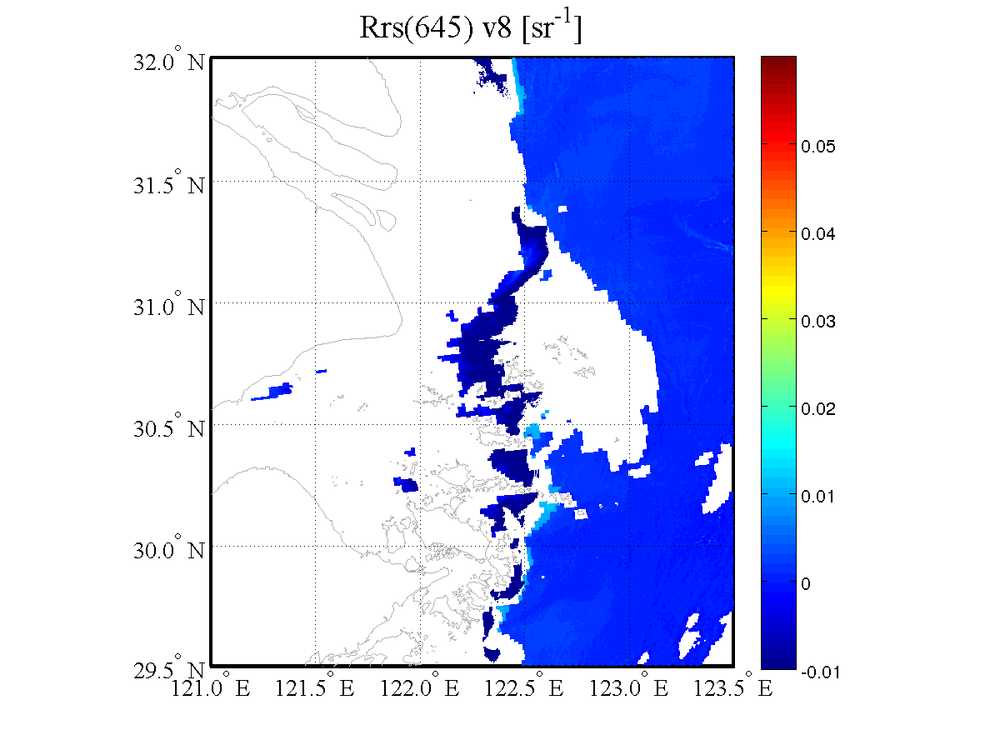 Rrs(645) v8 [sr-1]
32.0° N
31.5° N
31.0° N
30.5° N
30.0° N
29.5° N
121.0° E 121.5° E 122.0° E 122.5° E 123.0° E 123.5° E
0.05
0.04
0.03
0.02
0.01
0
-0.01